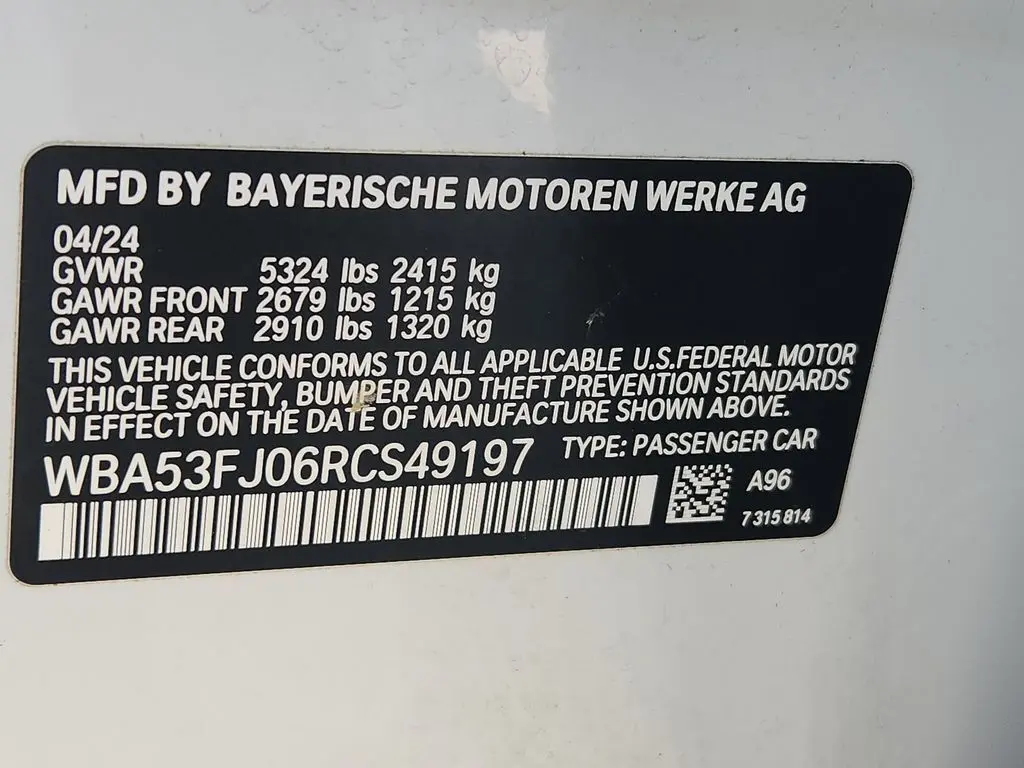 MFD BY BAYERISCHE MOTOREN WERKE AG
04/24
GVWR 5324 lbs 2415 kg
GAWR FRONT 2679 lbs 1215 kg
GAWR REAR 2910 lbs 1320 kg
THIS VEHICLE CONFORMS TO ALL APPLICABLE U.S.FEDERAL MOTOR
VEHICLE SAFETY, BUMPER AND THEFT PREVENTION STANDARDS
IN EFFECT ON THE DATE OF MANUFACTURE SHOWN ABOVE.
WBA53FJ06RCS49197 TYPE: PASSENGER CAR
A96
7 315 814